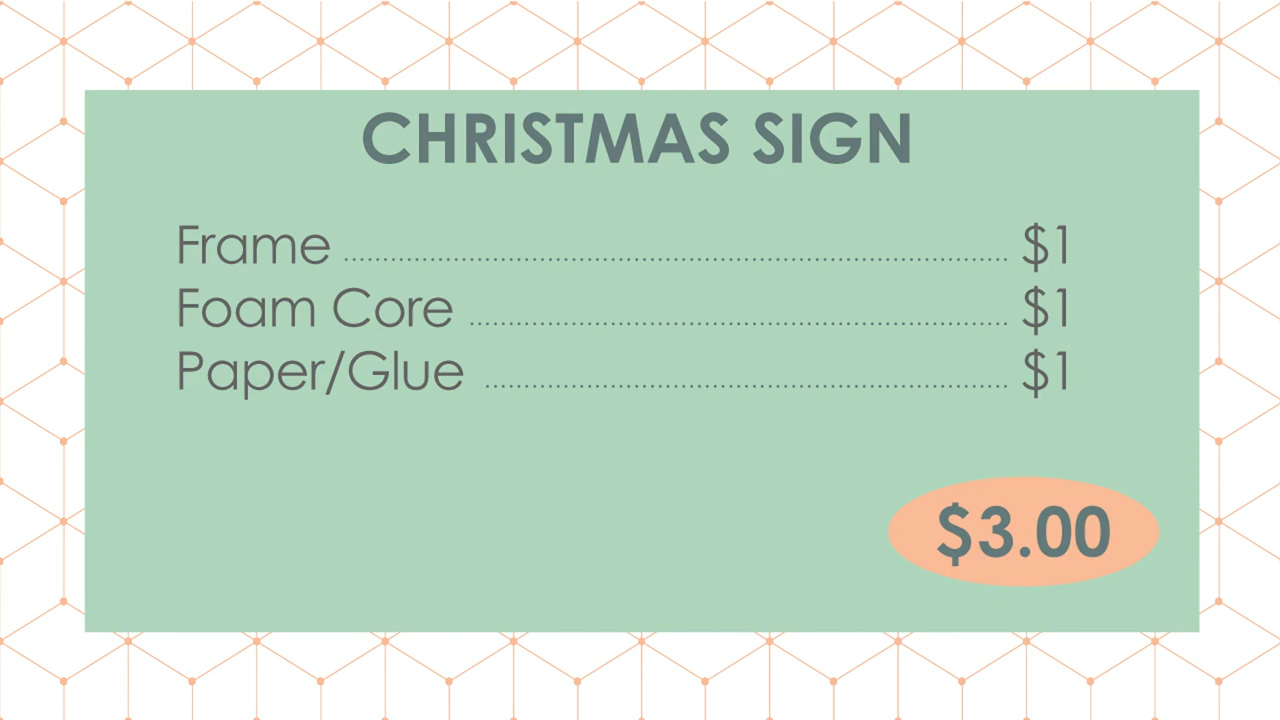 CHRISTMAS SIGN
Frame ........................ $1
Foam Core ........................ $1
Paper/Glue ........................ $1
$3.00